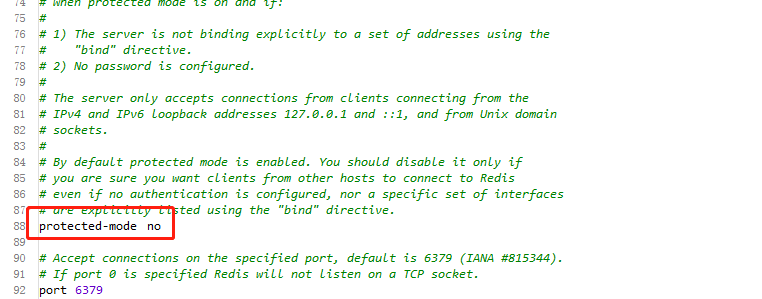 74 # When protected mode is on and if:
75 #
76 # 1) The server is not binding explicitly to a set of addresses using the
77 #    "bind" directive.
78 # 2) No password is configured.
79 #
80 # The server only accepts connections from clients connecting from the
81 # IPv4 and IPv6 loopback addresses 127.0.0.1 and ::1, and from Unix domain
82 # sockets.
83 #
84 # By default protected mode is enabled. You should disable it only if
85 # you are sure you want clients from other hosts to connect to Redis
86 # even if no authentication is configured, nor a specific set of interfaces
87 # are explicitly listed using the "bind" directive.
88 protected-mode no
89
90 # Accept connections on the specified port, default is 6379 (IANA #815344).
91 # If port 0 is specified Redis will not listen on a TCP socket.
92 port 6379